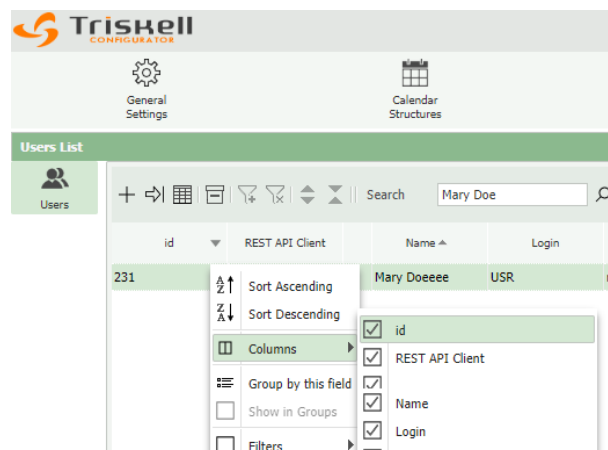 Triskell
CONFIGURATOR
General
Settings
Calendar
Structures
Users List
Users
Search
Mary Doe
id
REST API Client
Name
Login
231
Mary Doeeee
USR
Sort Ascending
Sort Descending
Columns
id
REST API Client
Group by this field
Name
Show in Groups
Login
Filters